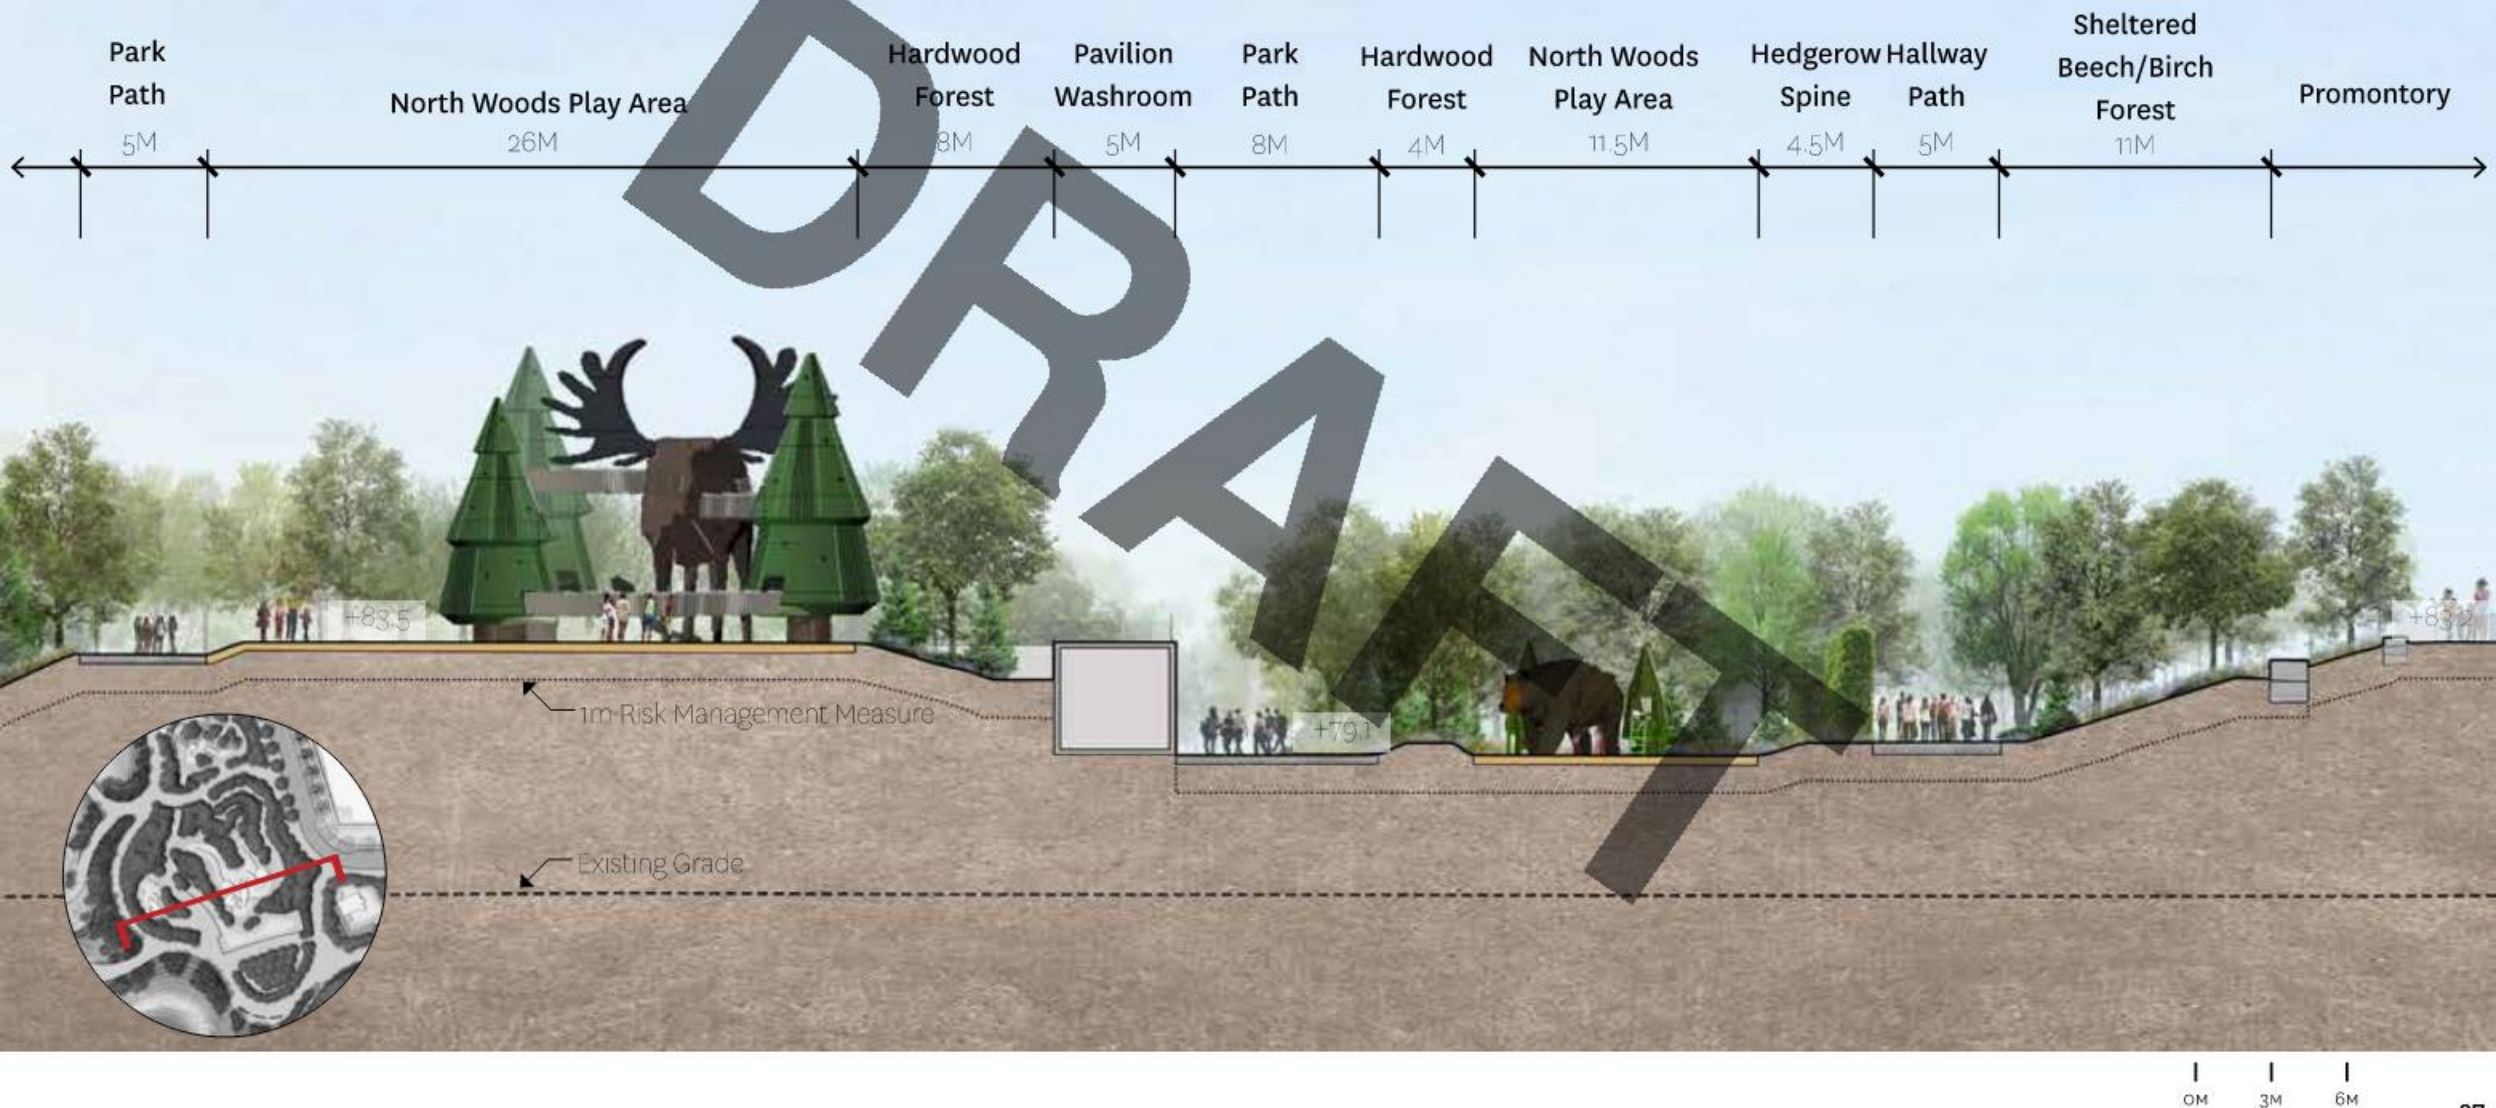 Park
Path
5M
North Woods Play Area
26M
Hardwood
Forest
8M
Pavilion
Washroom
5M
Park
Path
8M
Hardwood
Forest
4M
North Woods
Play Area
11.5M
Hedgerow
Spine
4.5M
Hallway
Path
5M
Sheltered
Beech/Birch
Forest
11M
Promontory
DRAFT
+83.5
+79.1
1m Risk Management Measure
Existing Grade
0M
3M
6M